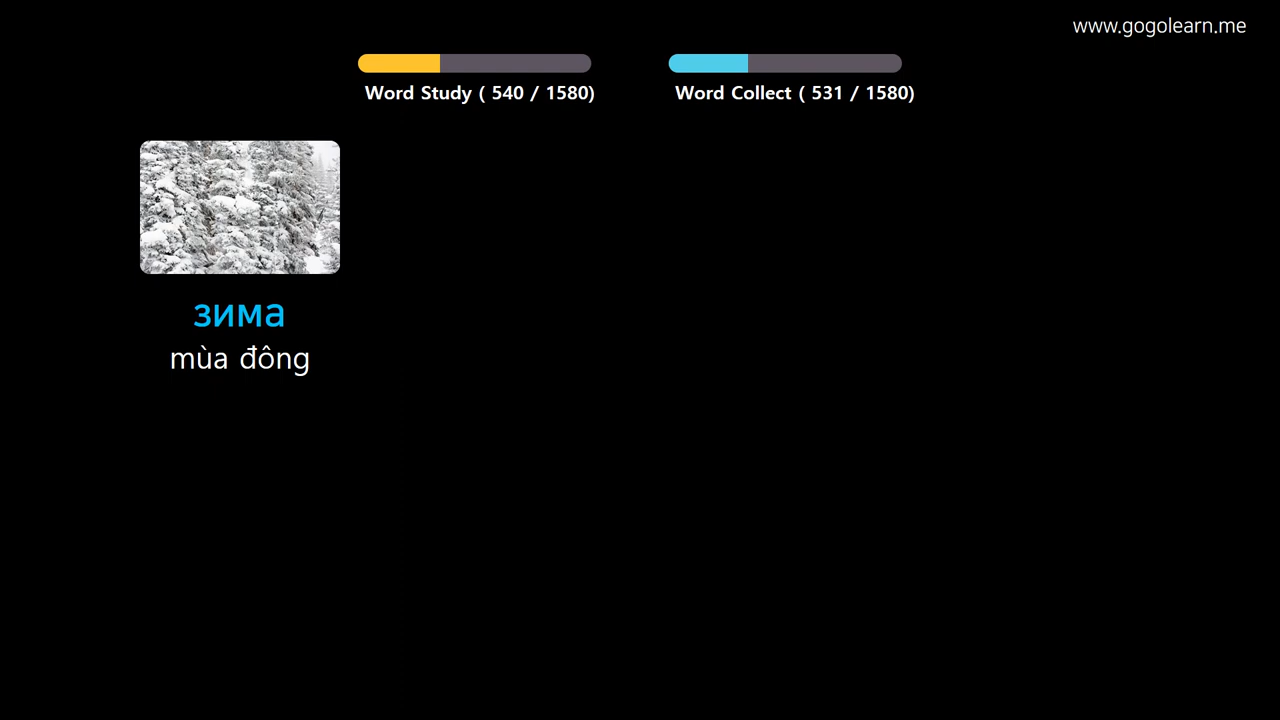 www.gogolearn.me
Word Study ( 540 / 1580)
Word Collect ( 531 / 1580)
зима
mùa đông